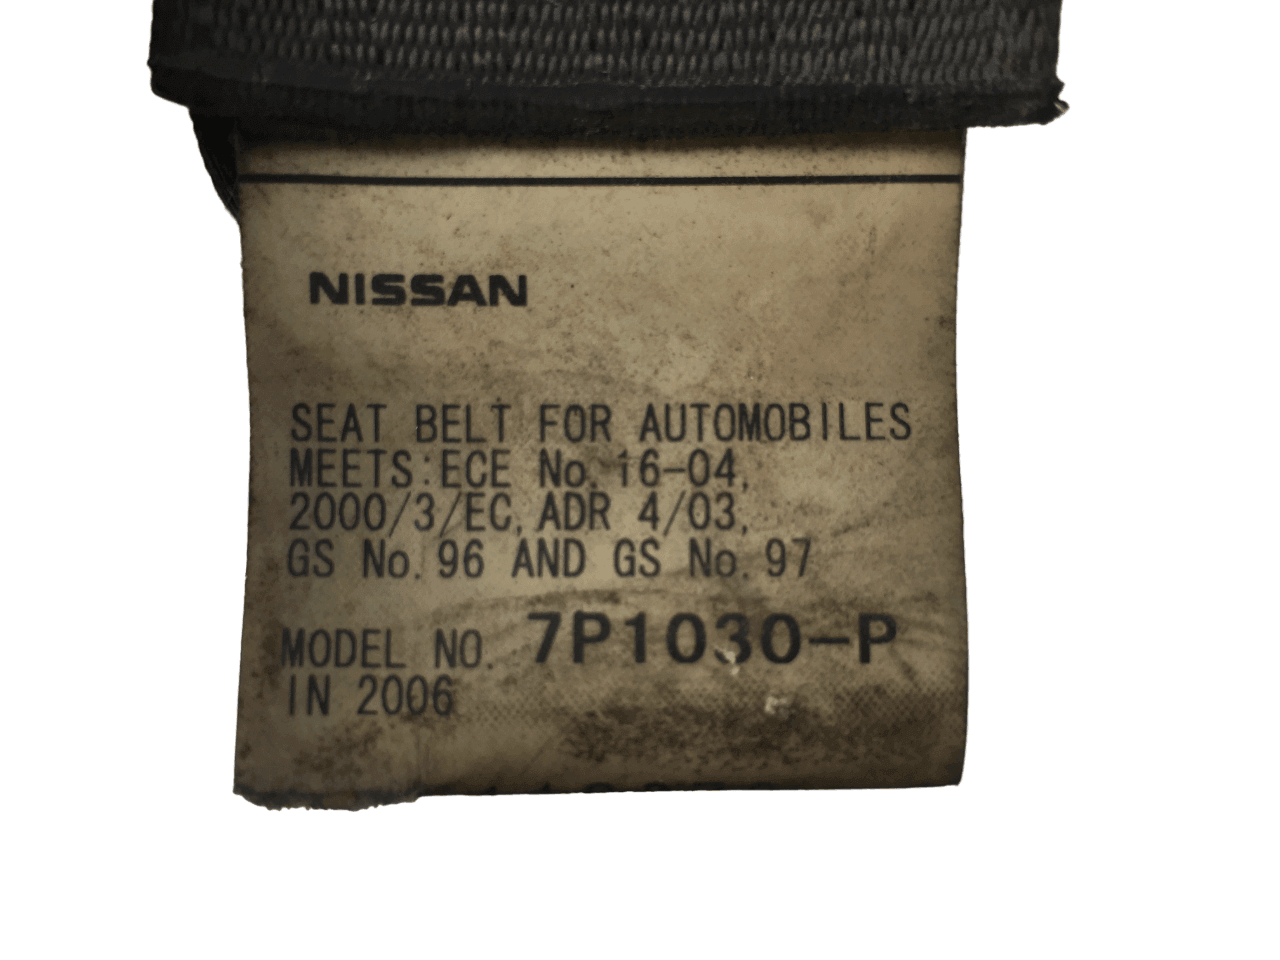 NISSAN
SEAT BELT FOR AUTOMOBILES
MEETS:ECE No. 16-04,
2000/3/EC, ADR 4/03,
GS No. 96 AND GS No. 97
MODEL NO. 7P1030-P
IN 2006